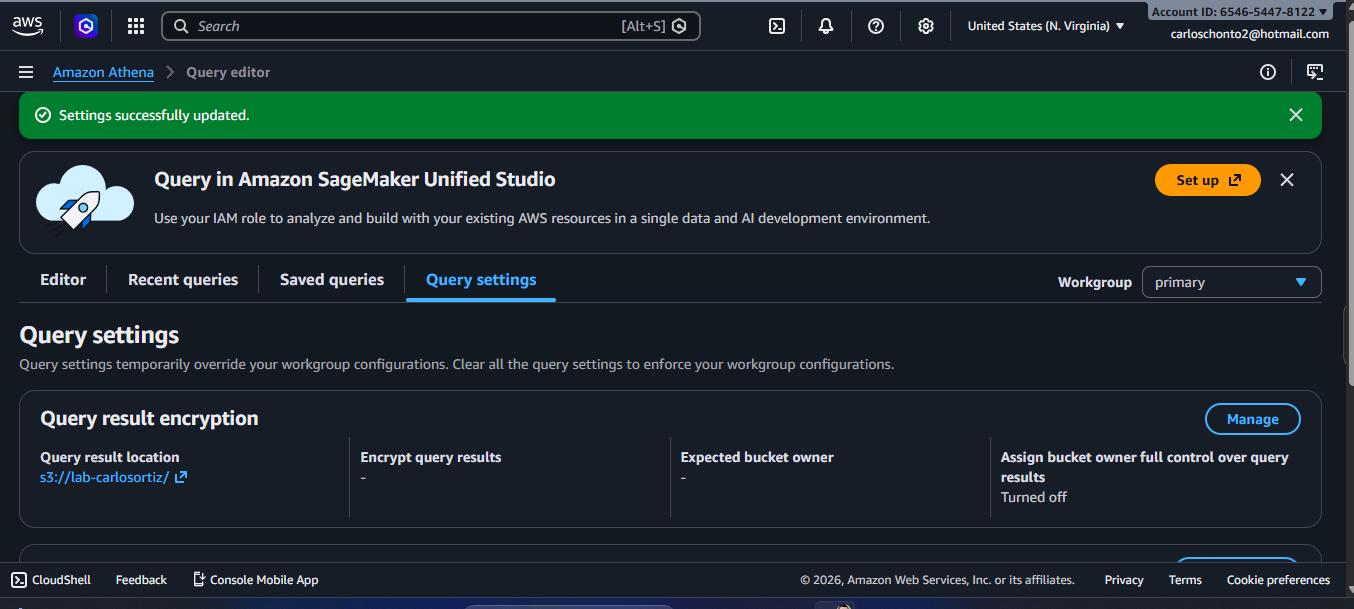 aws
Search
[Alt+S]
United States (N. Virginia)
Account ID: 6546-5447-8122
carloschonto2@hotmail.com
Amazon Athena
Query editor
Settings successfully updated.
Query in Amazon SageMaker Unified Studio
Use your IAM role to analyze and build with your existing AWS resources in a single data and AI development environment.
Set up
Editor
Recent queries
Saved queries
Query settings
Workgroup
primary
Query settings
Query settings temporarily override your workgroup configurations. Clear all the query settings to enforce your workgroup configurations.
Query result encryption
Manage
Query result location
s3://lab-carlosortiz/
Encrypt query results
-
Expected bucket owner
-
Assign bucket owner full control over query
results
Turned off
CloudShell
Feedback
Console Mobile App
© 2026, Amazon Web Services, Inc. or its affiliates.
Privacy
Terms
Cookie preferences